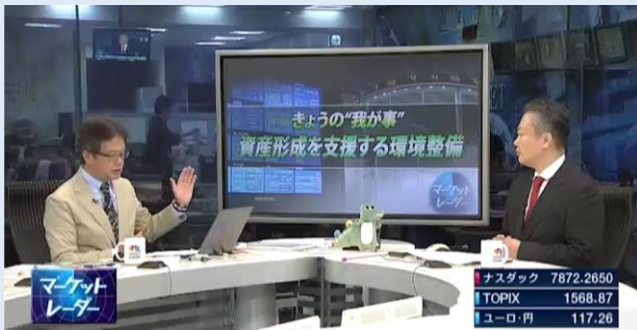 きょうの“我が事”
資産形成を支援する環境整備
マーケット
レーダー
マーケット
レーダー
ナスダック 7872.2650
TOPIX 1568.87
ユーロ・円 117.26